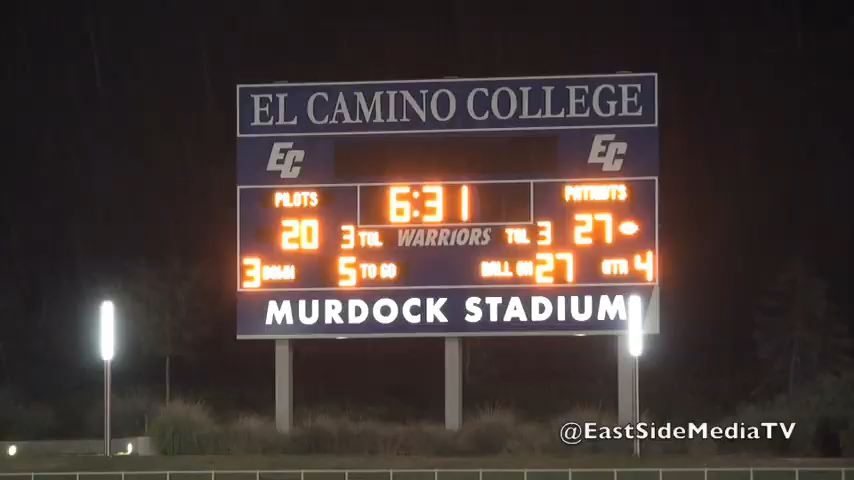 EL CAMINO COLLEGE
EC EC
PILOTS 6:31 PATRIOTS
20 3 TOL WARRIORS TOL 3 27
3 DOWN 5 TO GO BALL ON 27 QTR 4
MURDOCK STADIUM
@EastSideMediaTV